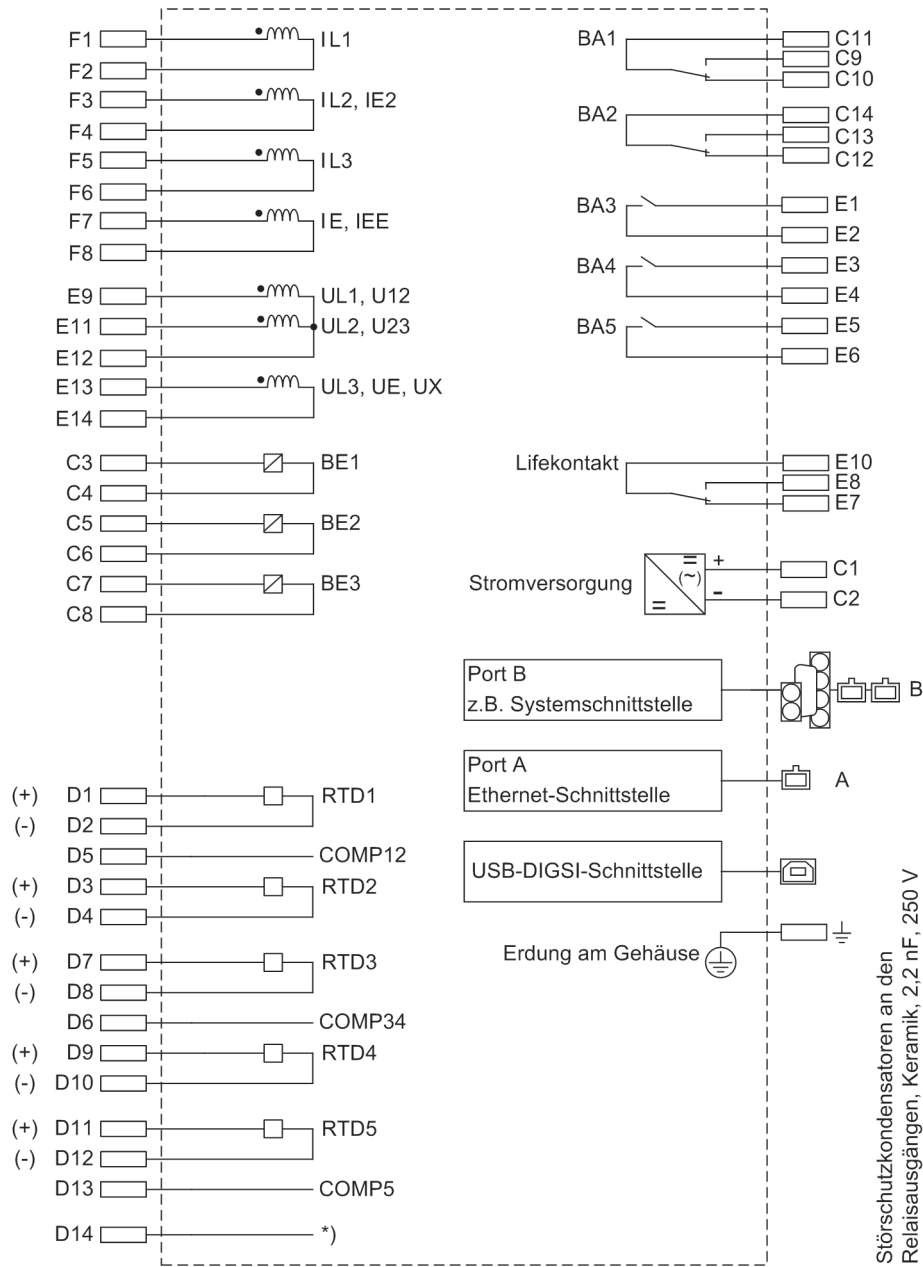 F1 IL1
F2
F3 IL2, IE2
F4
F5 IL3
F6
F7 IE, IEE
F8
E9 UL1, U12
E11 UL2, U23
E12
E13 UL3, UE, UX
E14
C3 BE1
C4
C5 BE2
C6
C7 BE3
C8
(+) D1 RTD1
(-) D2
D5 COMP12
(+) D3 RTD2
(-) D4
(+) D7 RTD3
(-) D8
D6 COMP34
(+) D9 RTD4
(-) D10
(+) D11 RTD5
(-) D12
D13 COMP5
D14 *)
BA1 C11
C9
C10
BA2 C14
C13
C12
BA3 E1
E2
BA4 E3
E4
BA5 E5
E6
Lifekontakt E10
E8
E7
Stromversorgung = (~) = + C1
- C2
Port B
z.B. Systemschnittstelle
B
Port A
Ethernet-Schnittstelle
A
USB-DIGSI-Schnittstelle
Erdung am Gehäuse
Störschutzkondensatoren an den
Relaisausgängen, Keramik, 2,2 nF, 250 V